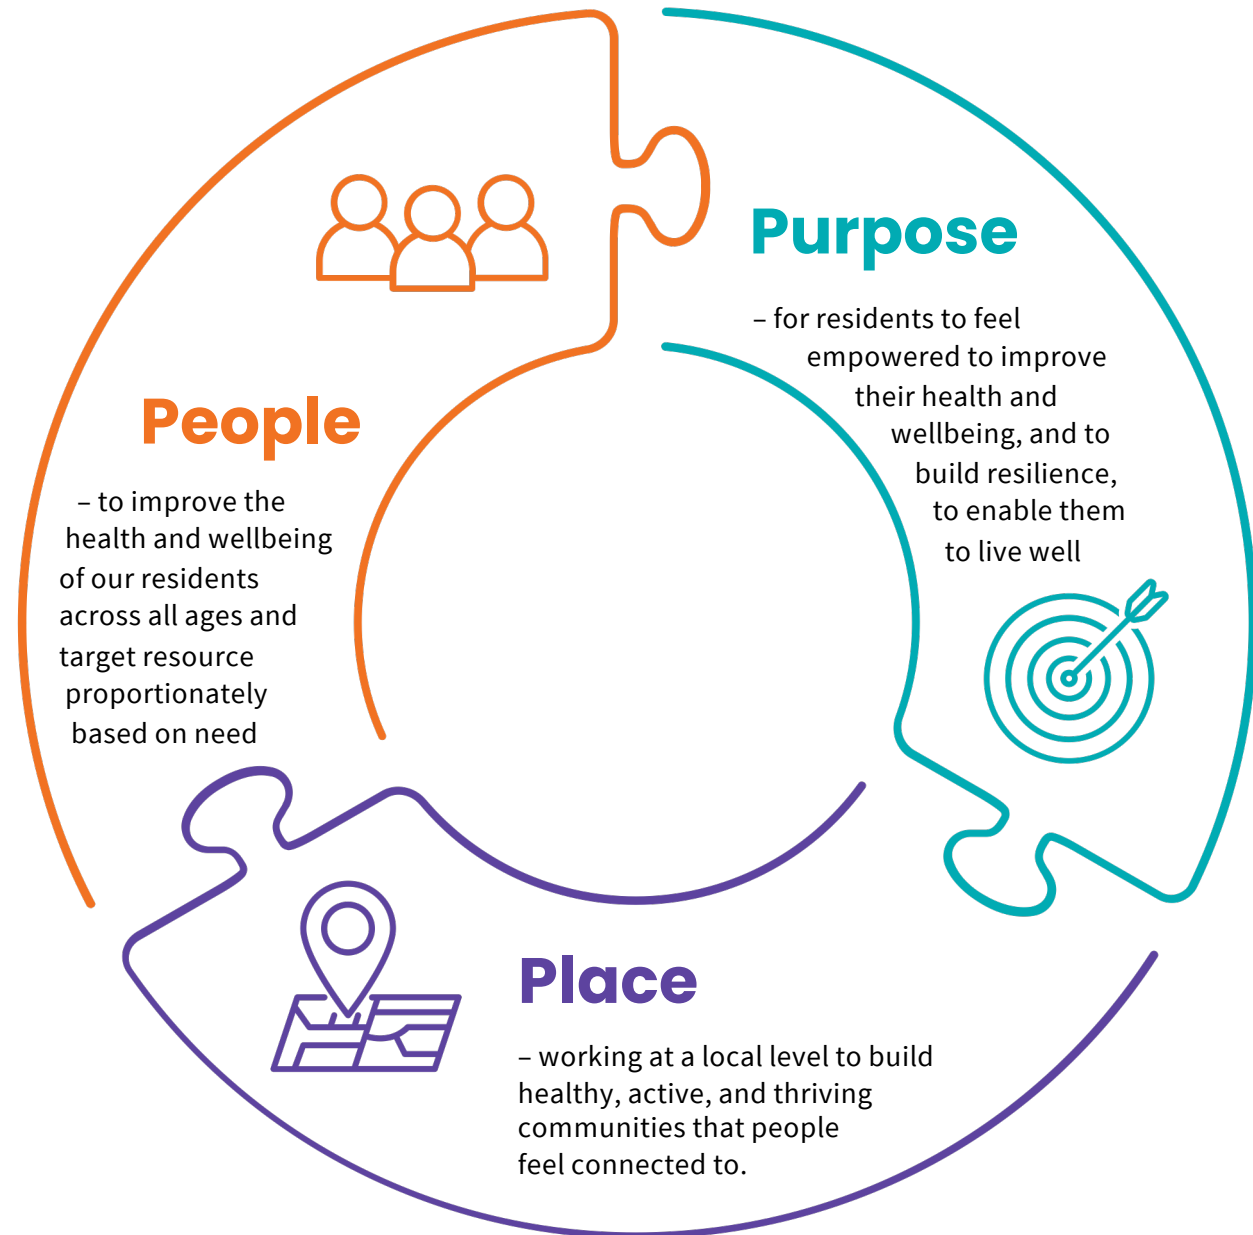 People
– to improve the
health and wellbeing
of our residents
across all ages and
target resource
proportionately
based on need
Purpose
– for residents to feel
empowered to improve
their health and
wellbeing, and to
build resilience,
to enable them
to live well
Place
– working at a local level to build
healthy, active, and thriving
communities that people
feel connected to.